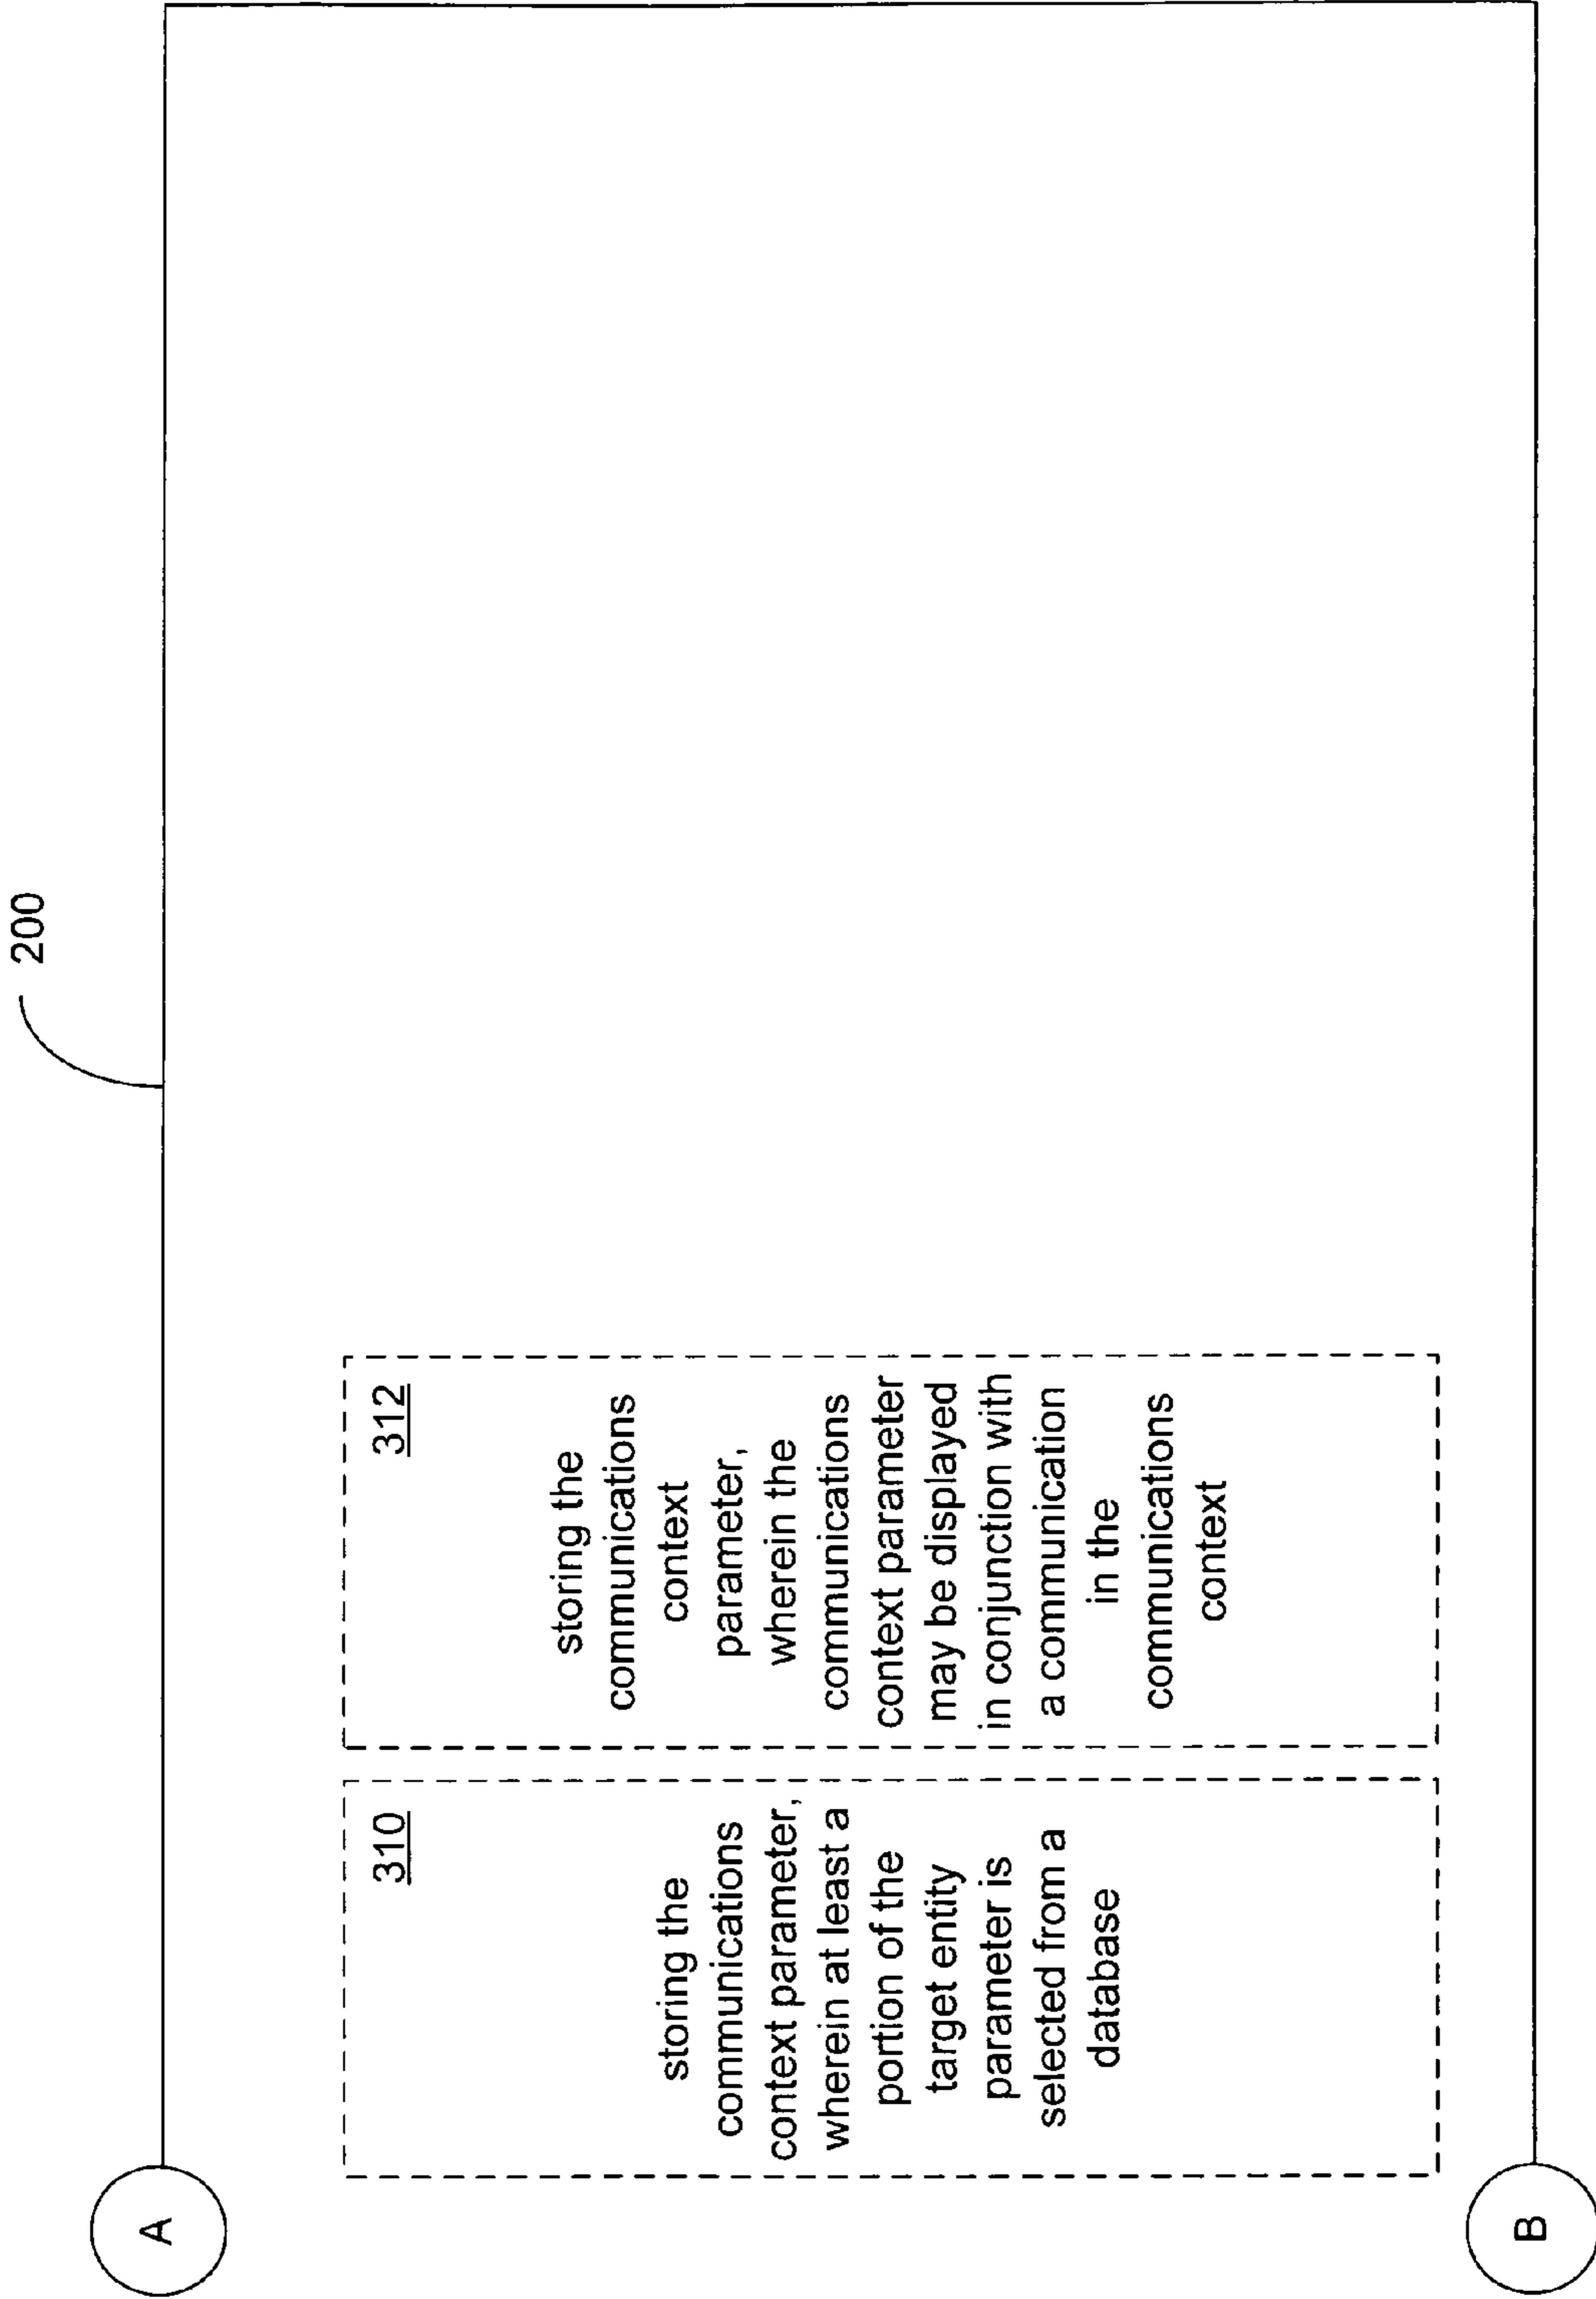 200
A
310
storing the
communications
context parameter,
wherein at least a
portion of the
target entity
parameter is
selected from a
database
312
storing the
communications
context
parameter,
wherein the
communications
context parameter
may be displayed
in conjunction with
a communication
in the
communications
context
B